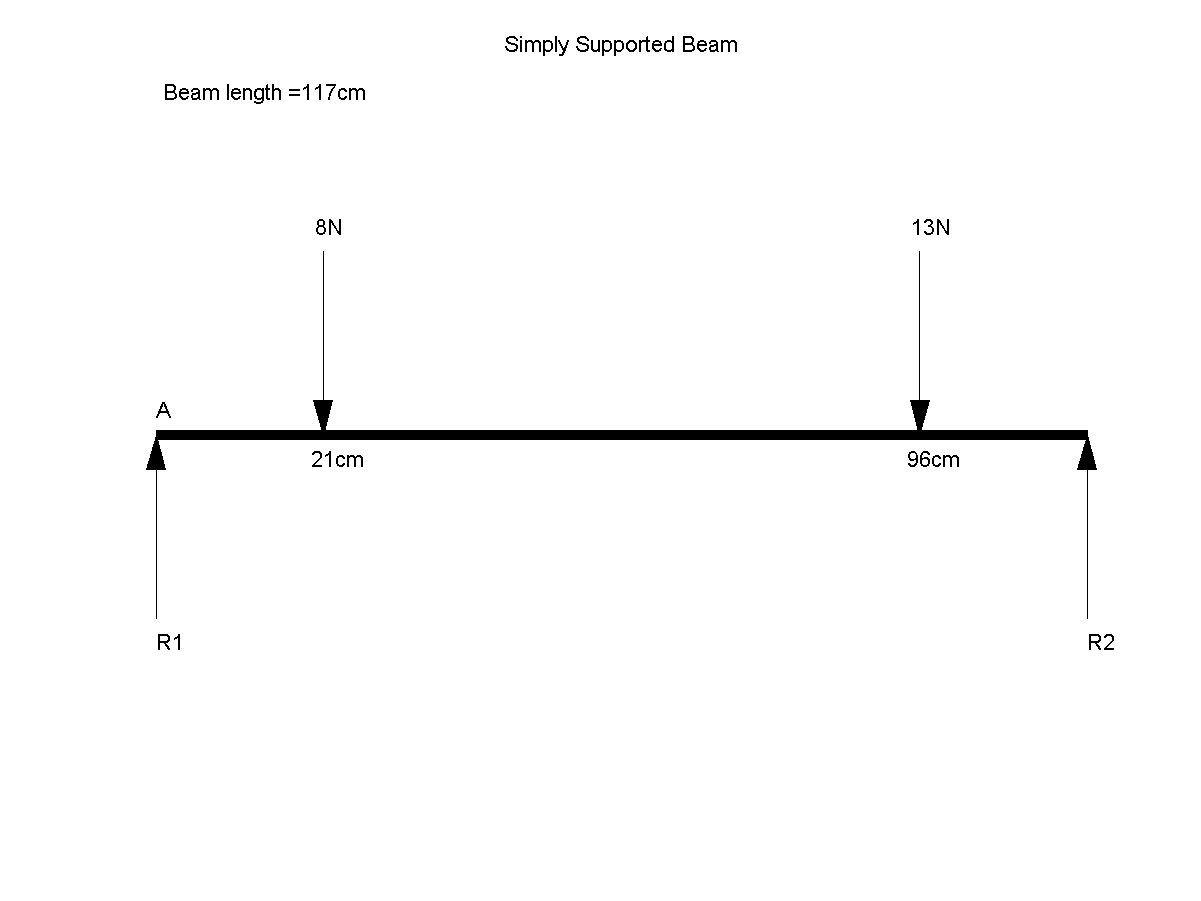 Simply Supported Beam
Beam length =117cm
8N
13N
A
21cm
96cm
R1
R2